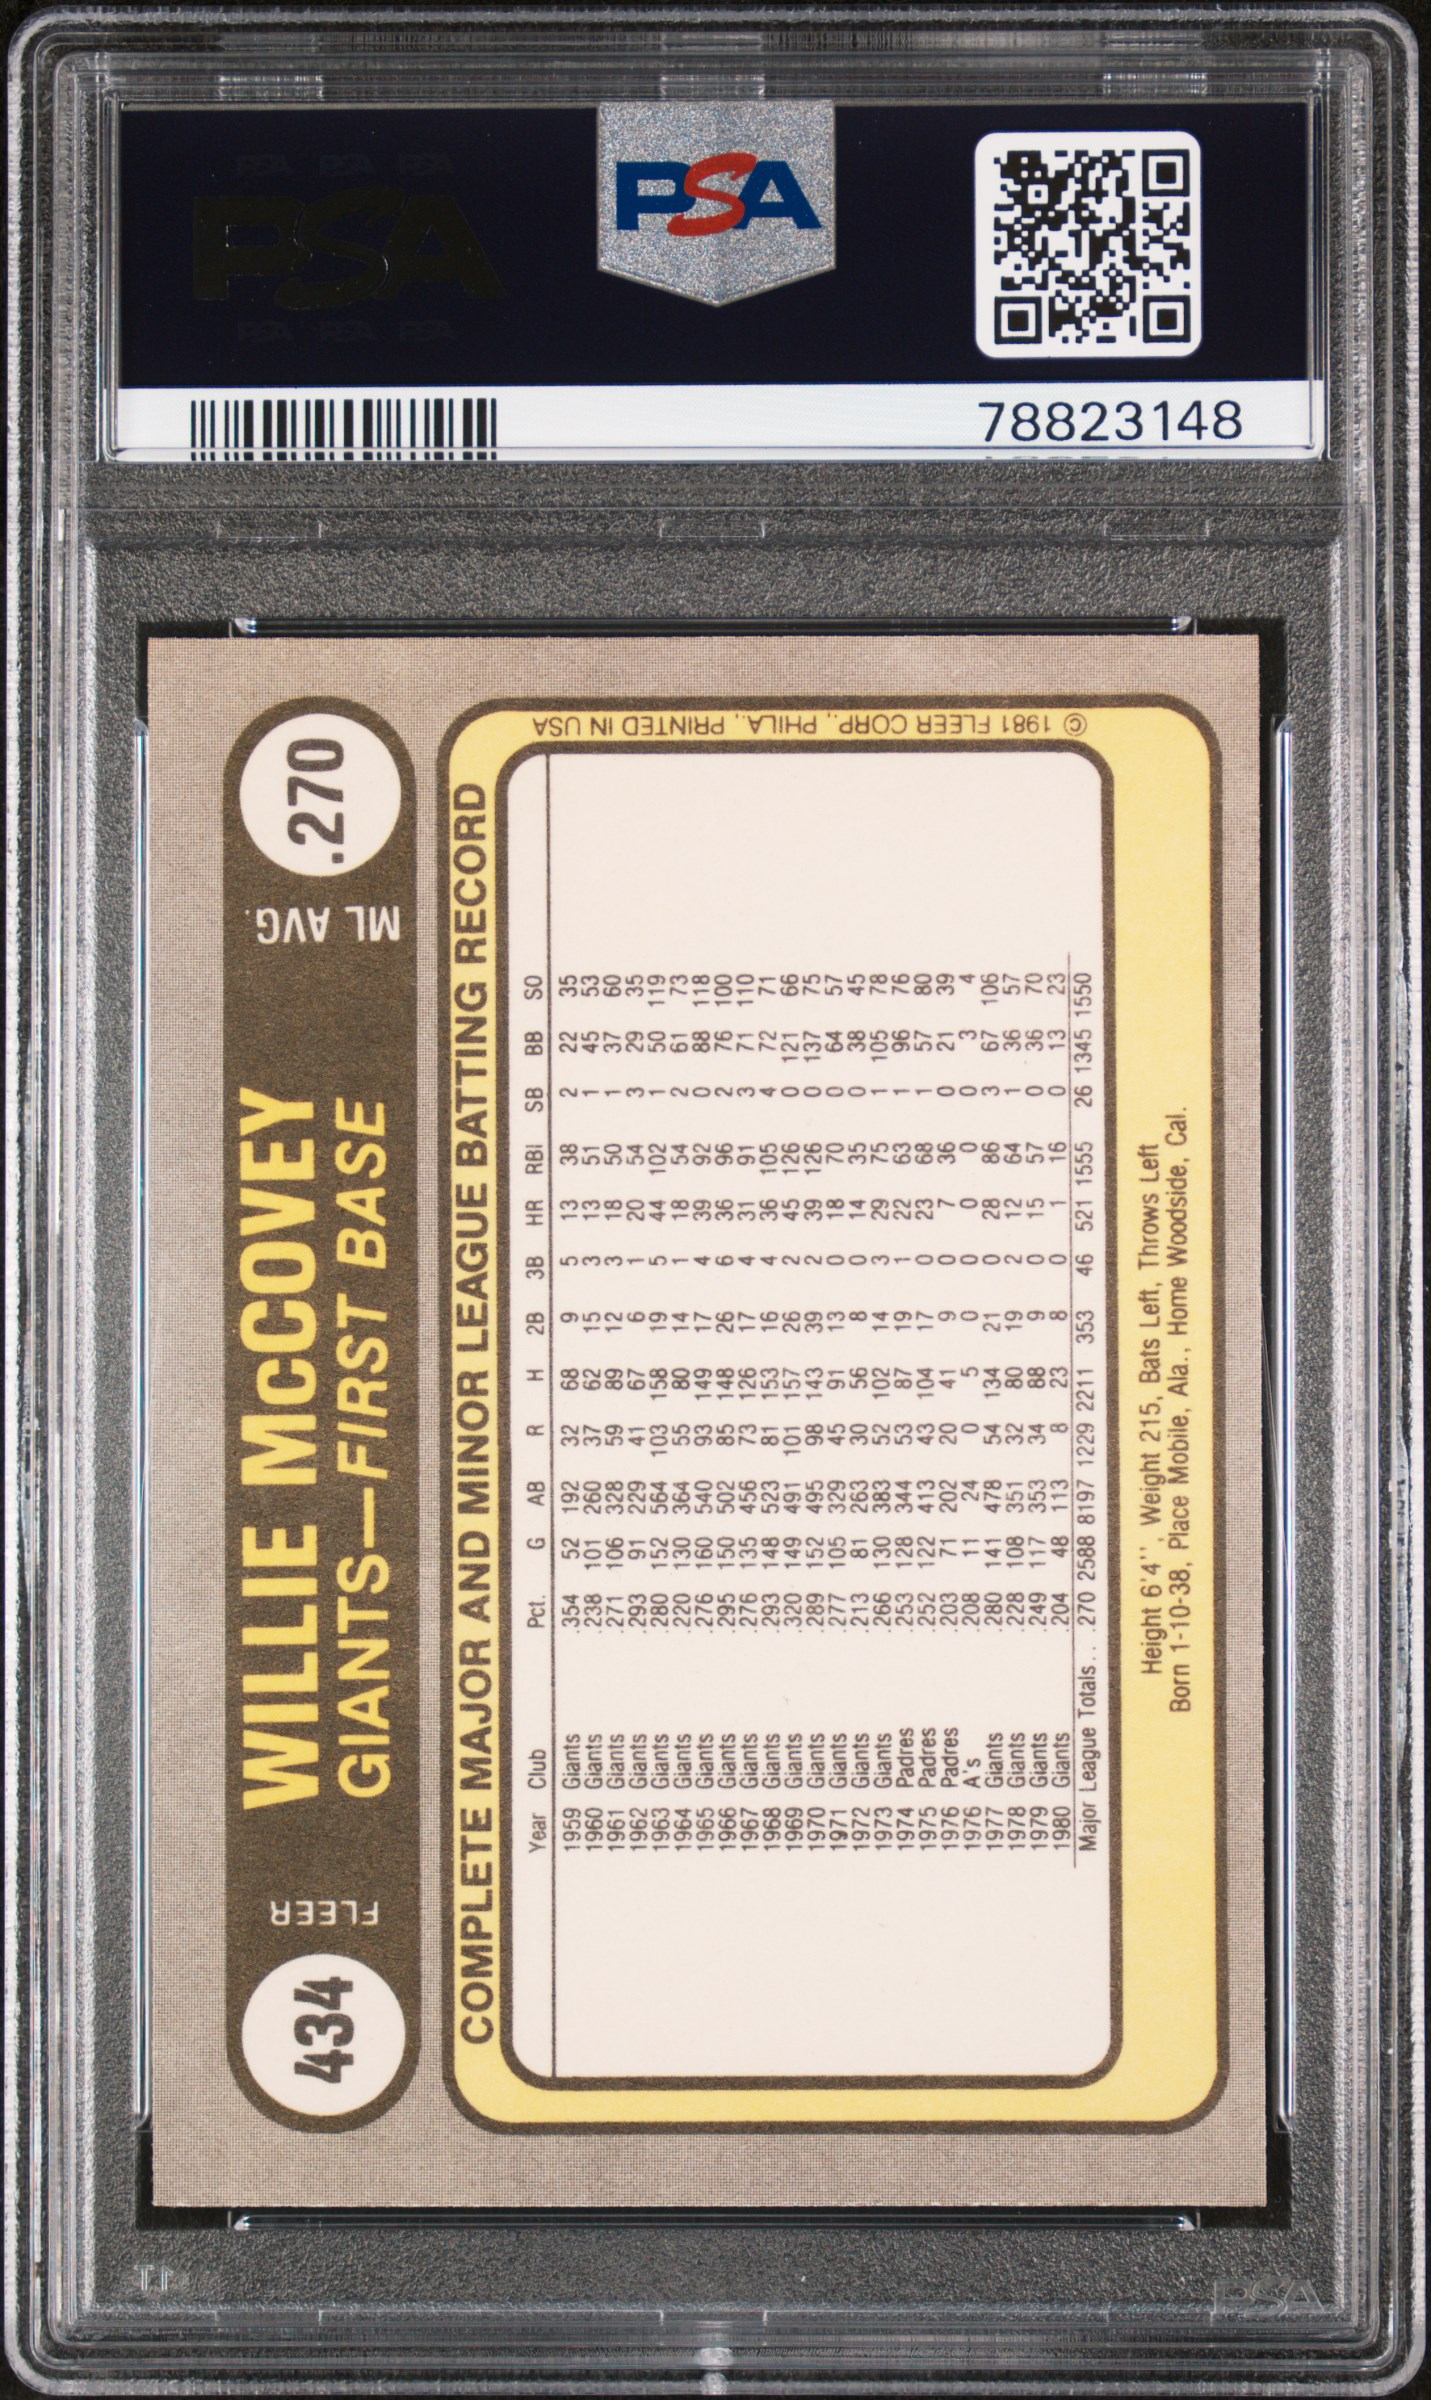 PSA PSA PSA
PSA
PSA PSA PSA
PSA
78823148
434
FLEER
WILLIE McCOVEY
GIANTS—FIRST BASE
ML AVG.
.270
COMPLETE MAJOR AND MINOR LEAGUE BATTING RECORD
Year Club Pct. G AB R H 2B 3B HR RBI SB BB SO
1959 Giants .354 52 192 32 68 9 5 13 38 2 22 35
1960 Giants .238 101 260 37 62 15 3 13 51 1 45 53
1961 Giants .271 106 328 59 89 12 3 18 50 1 37 60
1962 Giants .293 91 229 41 67 6 1 20 54 3 29 35
1963 Giants .280 152 564 103 158 19 5 44 102 1 50 119
1964 Giants .220 130 364 55 80 14 1 18 54 2 61 73
1965 Giants .276 160 540 93 149 17 4 39 92 0 88 118
1966 Giants .295 150 502 85 148 26 6 36 96 2 76 100
1967 Giants .276 135 456 73 126 17 4 31 91 3 71 110
1968 Giants .293 148 523 81 153 16 4 36 105 4 72 71
1969 Giants .320 149 491 101 157 26 2 45 126 0 121 66
1970 Giants .289 152 495 98 143 39 2 39 126 0 137 75
1971 Giants .277 105 329 45 91 13 0 18 70 0 64 57
1972 Giants .213 81 263 30 56 8 0 14 35 0 38 45
1973 Giants .266 130 383 52 102 14 3 29 75 1 105 78
1974 Padres .253 128 344 53 87 19 1 22 63 1 96 76
1975 Padres .252 122 413 43 104 17 0 23 68 1 57 80
1976 Padres .203 71 202 20 41 9 0 7 36 0 21 39
1976 A's .208 11 24 0 5 0 0 0 0 0 3 4
1977 Giants .280 141 478 54 134 21 0 28 86 3 67 106
1978 Giants .228 108 351 32 80 19 2 12 64 1 36 57
1979 Giants .249 117 353 34 88 9 0 15 57 0 36 70
1980 Giants .204 48 113 8 23 8 0 1 16 0 13 23
Major League Totals. . .270 2588 8197 1229 2211 353 46 521 1555 26 1345 1550
Height 6'4'', Weight 215, Bats Left, Throws Left
Born 1-10-38, Place Mobile, Ala., Home Woodside, Cal.
© 1981 FLEER CORP., PHILA., PRINTED IN USA
PSA